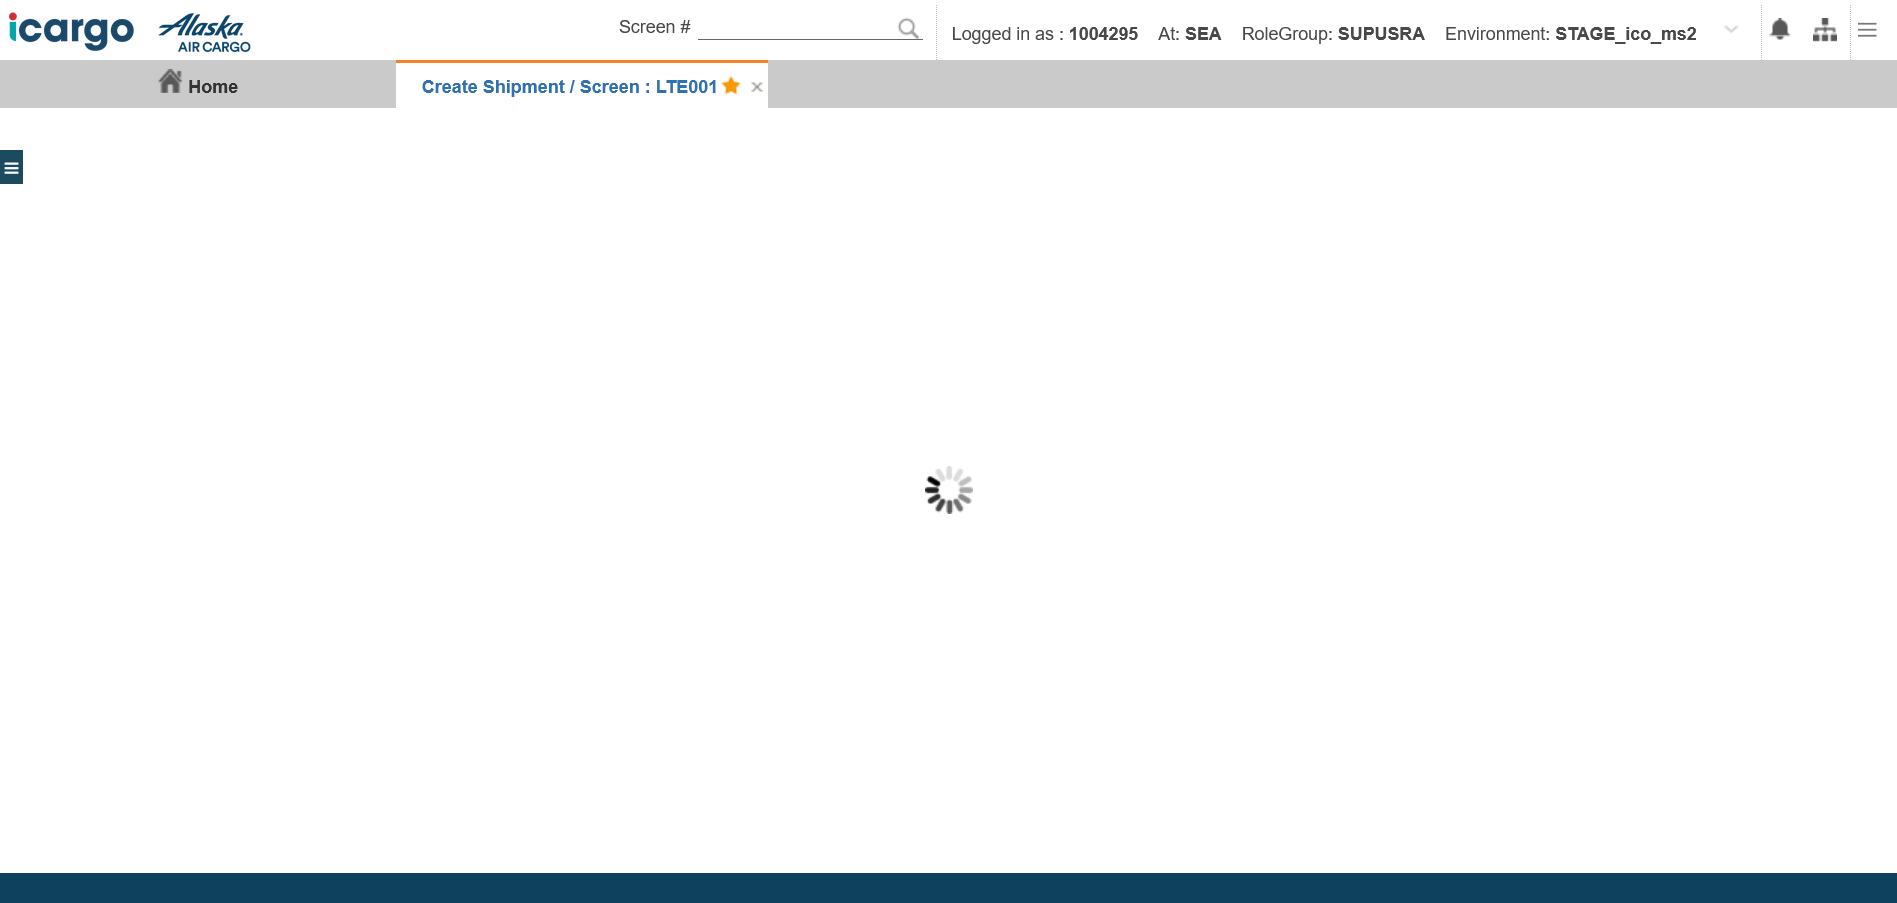 icargo
Alaska
AIR CARGO
Screen #
Logged in as : 1004295 At: SEA RoleGroup: SUPUSRA Environment: STAGE_ico_ms2
Home
Create Shipment / Screen : LTE001